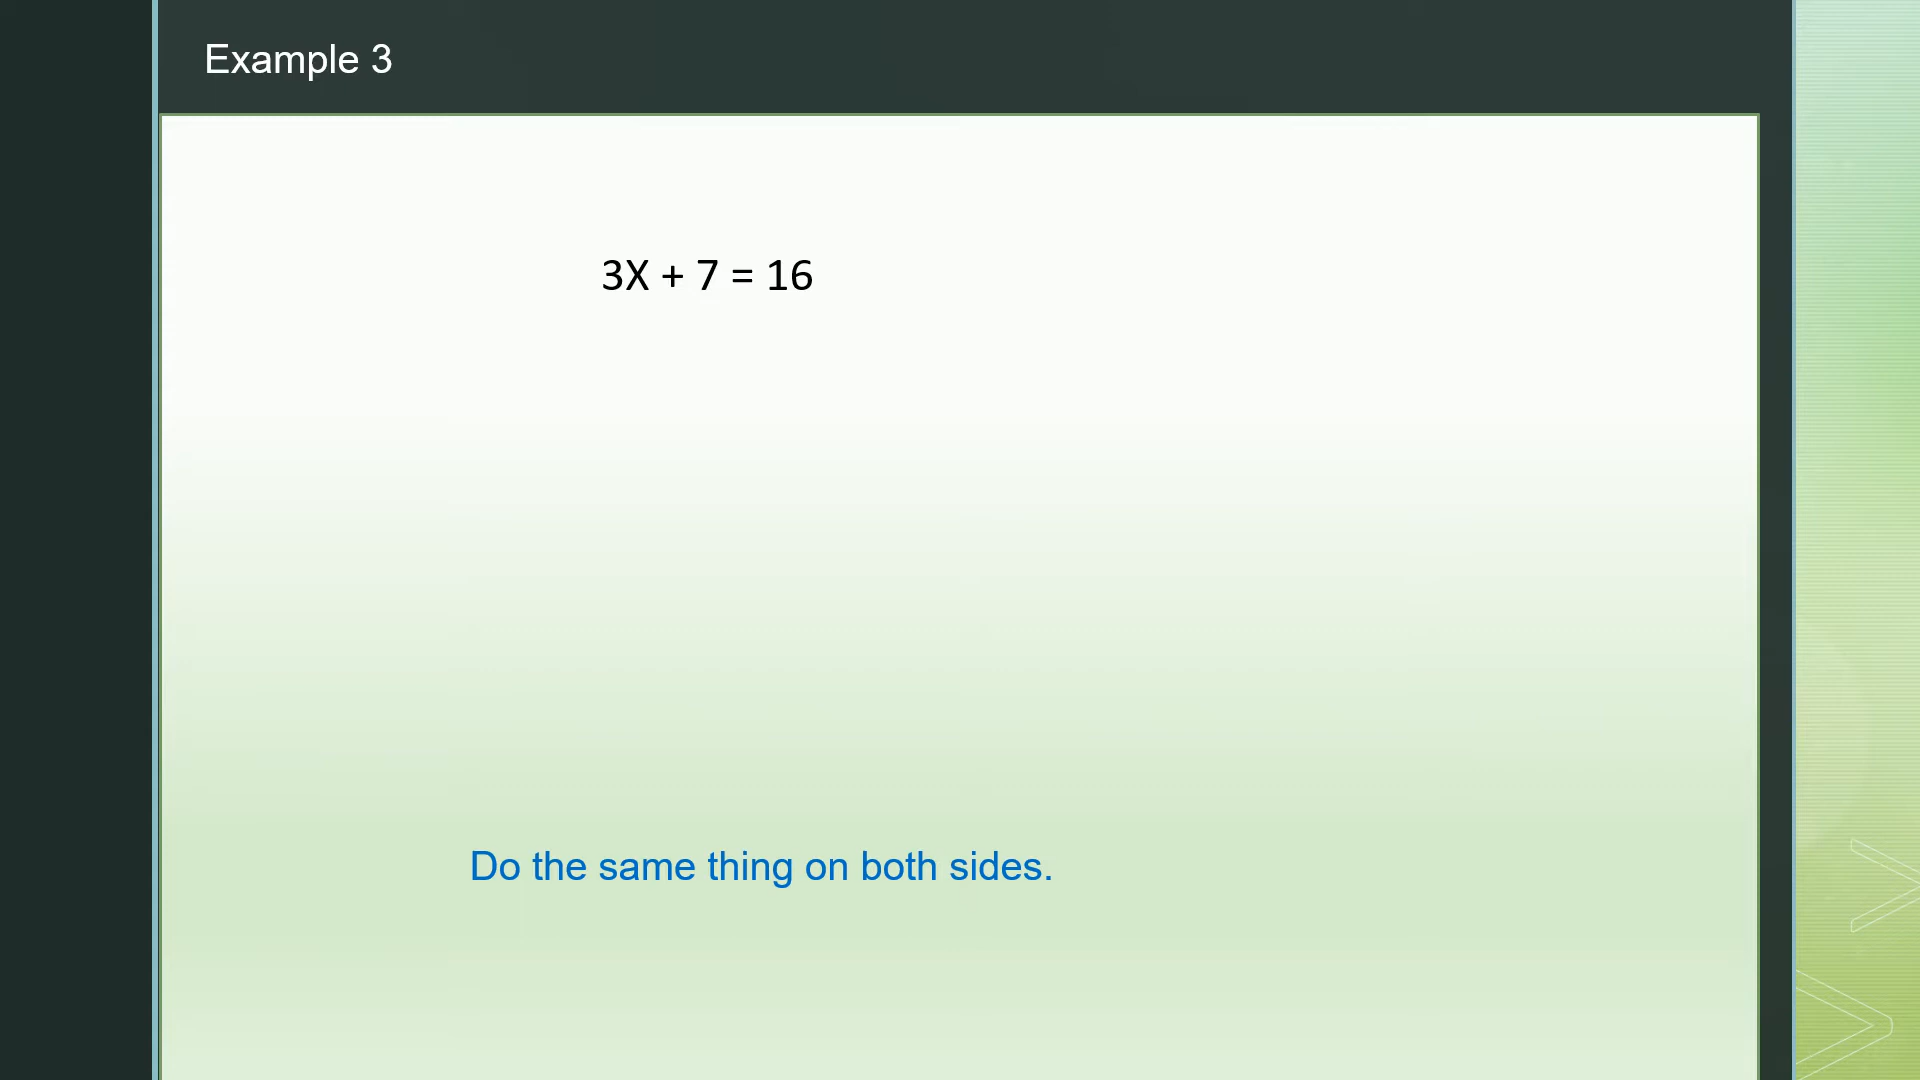 Example 3
3X + 7 = 16
Do the same thing on both sides.